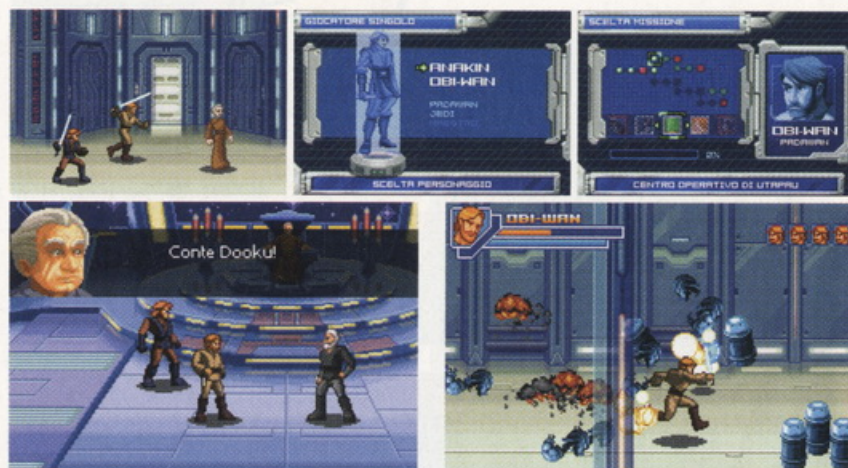 GIOCATORE SINGOLO
ANAKIN
OBI-WAN
PADAWAN
JEDI
SCELTA PERSONAGGIO
SCELTA MISSIONE
OBI-WAN
PADAWAN
0%
CENTRO OPERATIVO DI UTAPAU
Conte Dooku!
OBI-WAN